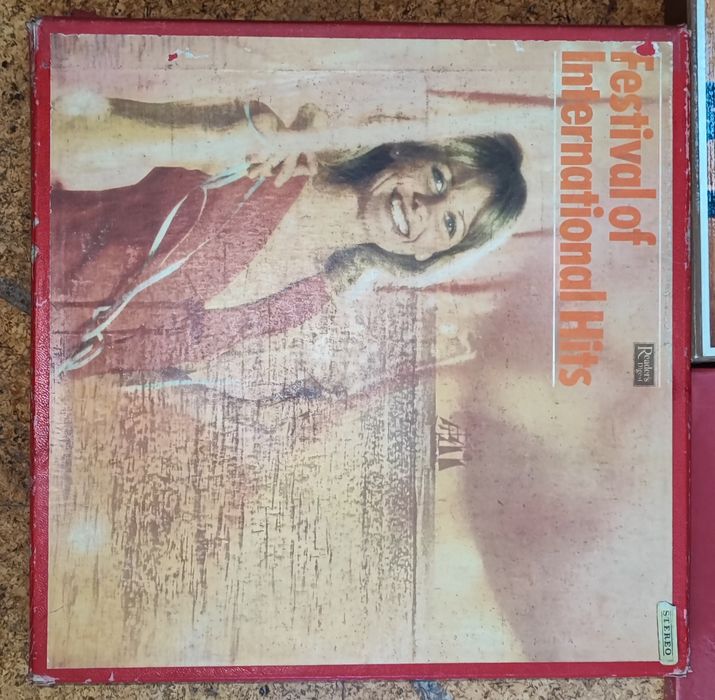 Festival of
International Hits
Reader's
Digest
STEREO